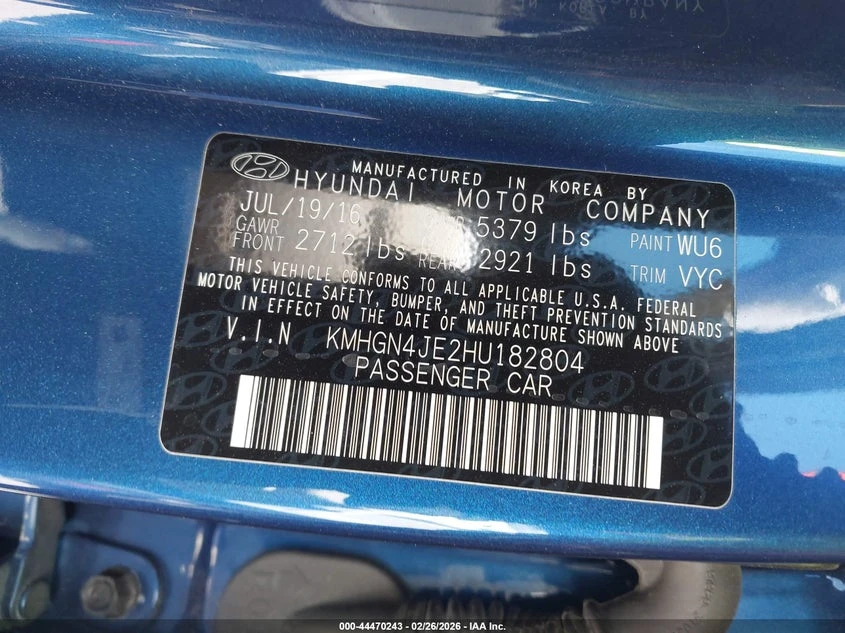 MANUFACTURED IN KOREA BY
HYUNDAI MOTOR COMPANY
JUL/19/16 5379 lbs PAINT WU6
GAWR
FRONT 2712 lbs REAR 2921 lbs TRIM VYC
THIS VEHICLE CONFORMS TO ALL APPLICABLE U.S.A. FEDERAL
MOTOR VEHICLE SAFETY, BUMPER, AND THEFT PREVENTION STANDARDS
IN EFFECT ON THE DATE OF MANUFACTURE SHOWN ABOVE
V.I.N KMHGN4JE2HU182804
PASSENGER CAR
000-44470243 | 02/26/2026 - IAA Inc.